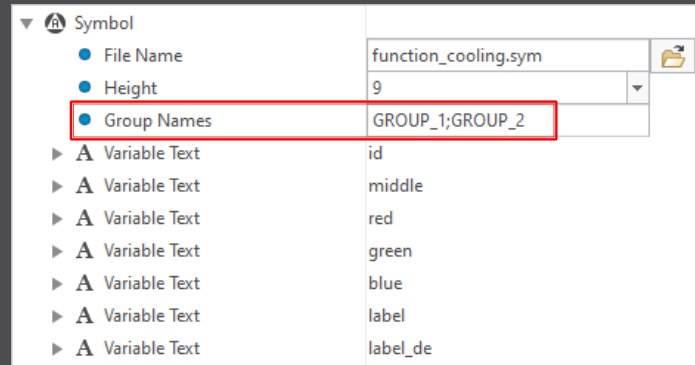 Symbol
File Name function_cooling.sym
Height 9
Group Names GROUP_1;GROUP_2
A Variable Text id
A Variable Text middle
A Variable Text red
A Variable Text green
A Variable Text blue
A Variable Text label
A Variable Text label_de